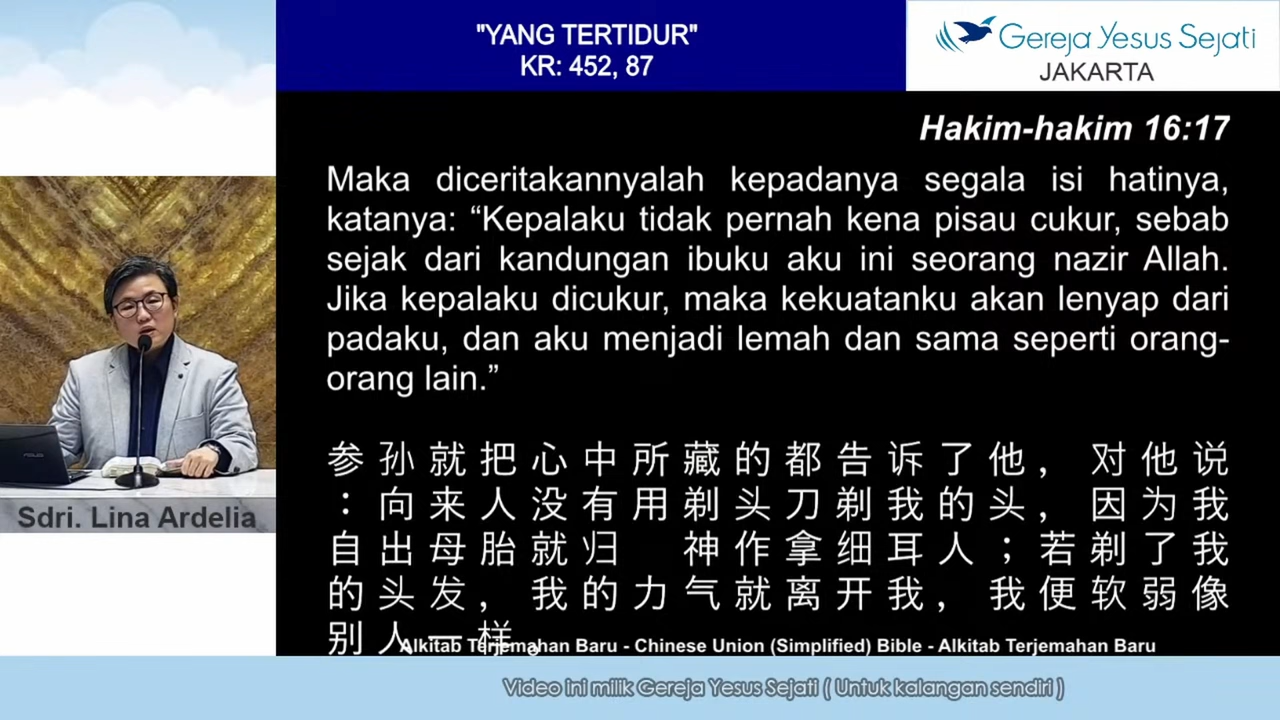 "YANG TERTIDUR"
KR: 452, 87
Gereja Yesus Sejati
JAKARTA
Hakim-hakim 16:17
Maka diceritakannyalah kepadanya segala isi hatinya,
katanya: “Kepalaku tidak pernah kena pisau cukur, sebab
sejak dari kandungan ibuku aku ini seorang nazir Allah.
Jika kepalaku dicukur, maka kekuatanku akan lenyap dari
padaku, dan aku menjadi lemah dan sama seperti orang-
orang lain.”
参孙就把心中所藏的都告诉了他，对他说
：向来人没有用剃头刀剃我的头，因为我
自出母胎就归　神作拿细耳人；若剃了我
的头发，我的力气就离开我，我便软弱像
别人一样。
Alkitab Terjemahan Baru - Chinese Union (Simplified) Bible - Alkitab Terjemahan Baru
Sdri. Lina Ardelia
Video ini milik Gereja Yesus Sejati ( Untuk kalangan sendiri )